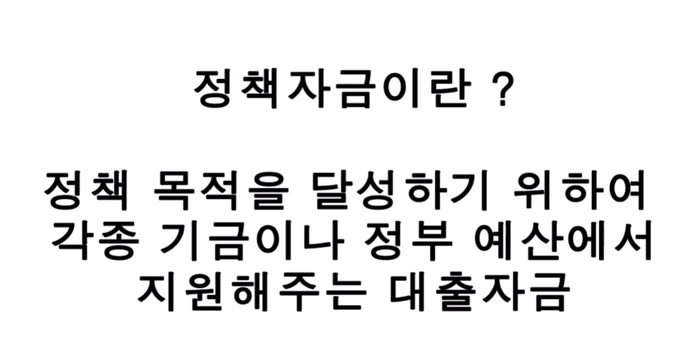 정책자금이란 ?
정책 목적을 달성하기 위하여
각종 기금이나 정부 예산에서
지원해주는 대출자금